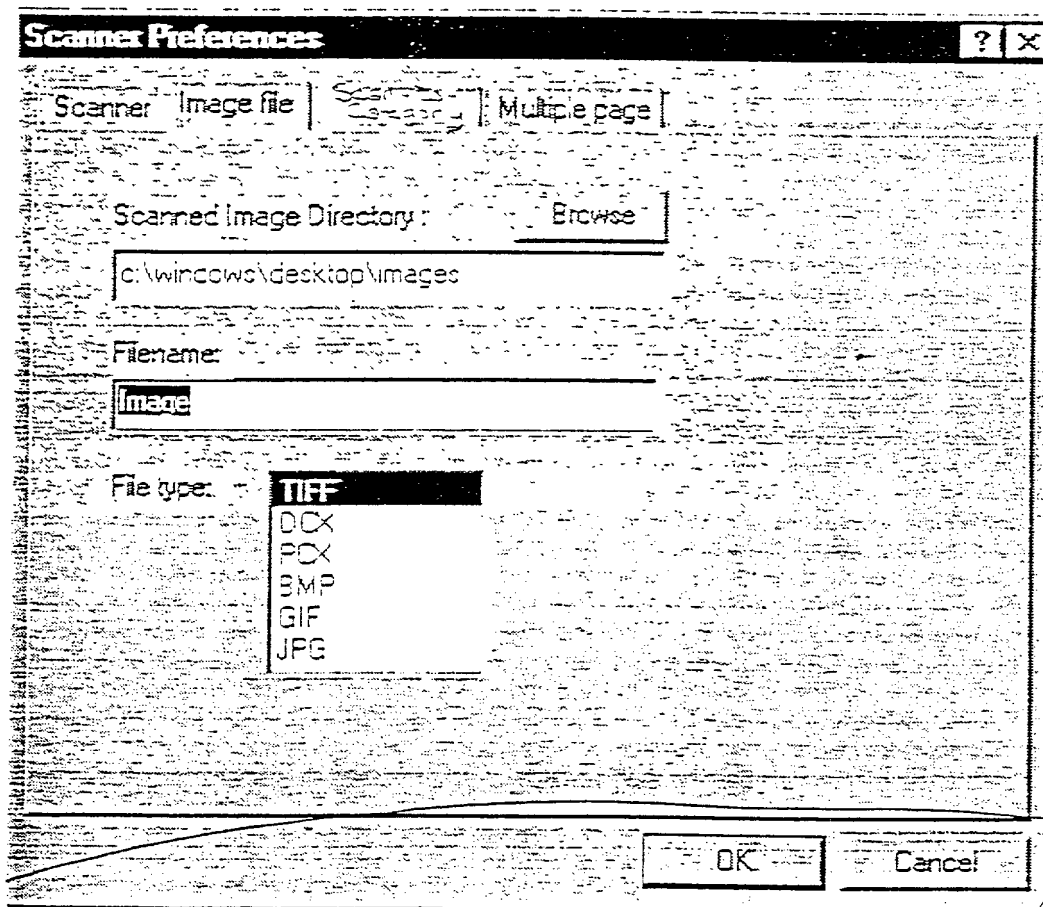 Scanner Preferences
? ×
Scanner Image file Multiple page
Scanned Image Directory : Browse
c:\windows\desktop\images
Filename:
Image
File type:
TIFF
DCX
PCX
BMP
GIF
JPG
OK Cancel